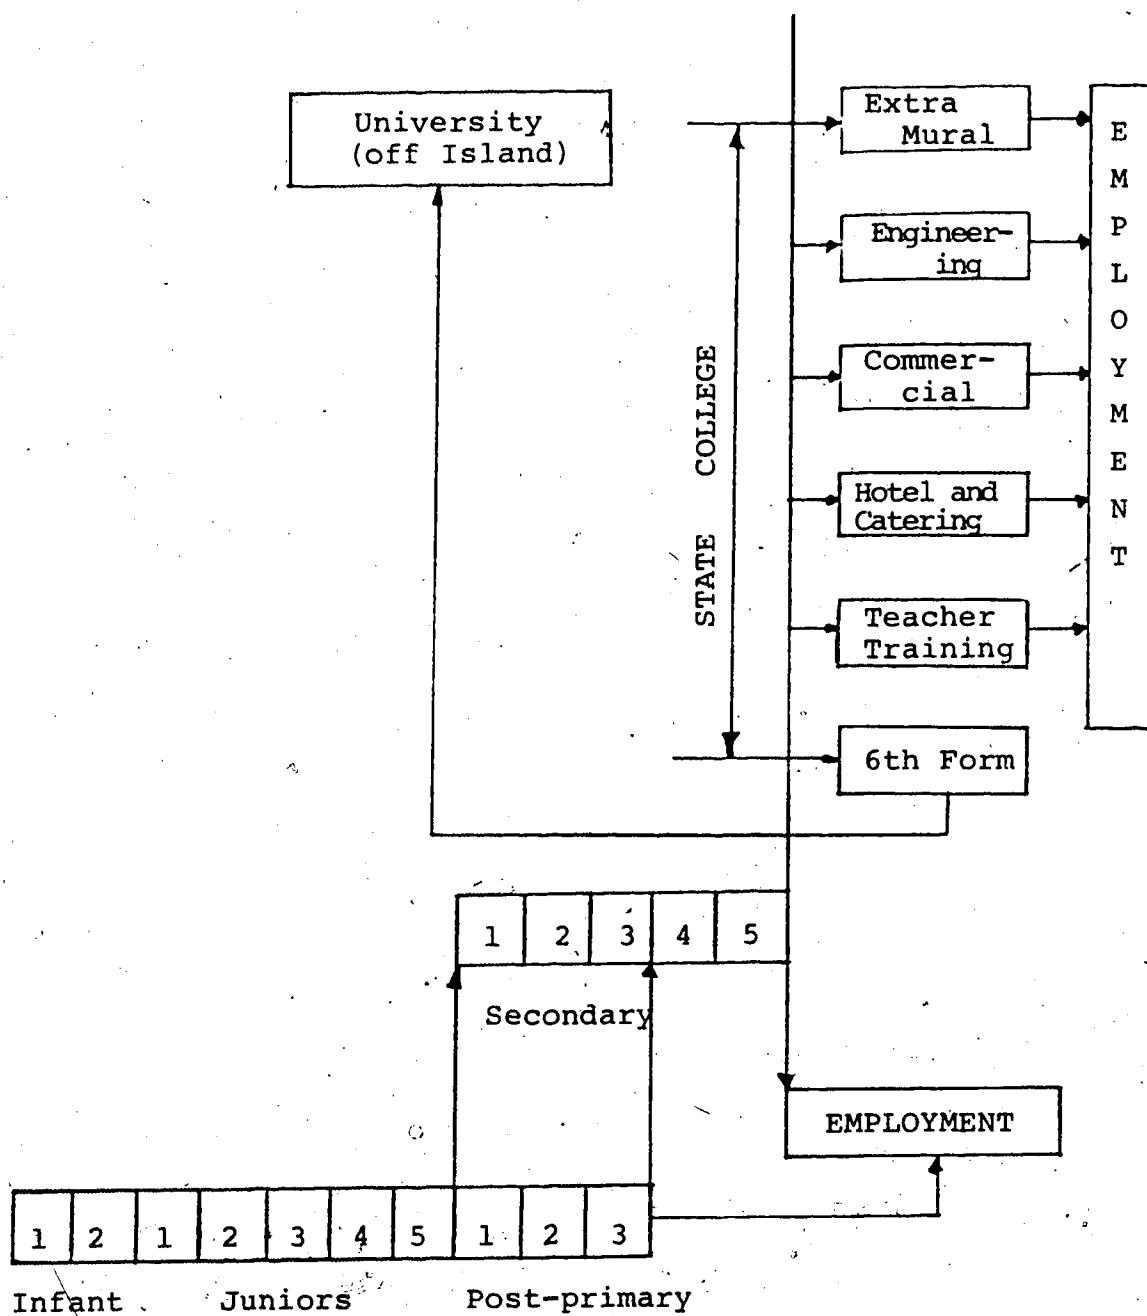 University
(off Island)
Extra
Mural
Engineer-
ing
Commer-
cial
Hotel and
Catering
Teacher
Training
6th Form
EMPLOYMENT
STATE COLLEGE
1 2 3 4 5
Secondary
EMPLOYMENT
1 2 1 2 3 4 5 1 2 3
Infant Juniors Post-primary